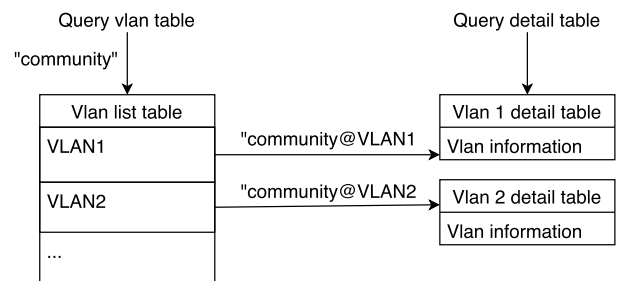 Query vlan table
Query detail table
"community"
Vlan list table
Vlan 1 detail table
VLAN1
"community@VLAN1
Vlan information
VLAN2
"community@VLAN2
Vlan 2 detail table
Vlan information
...